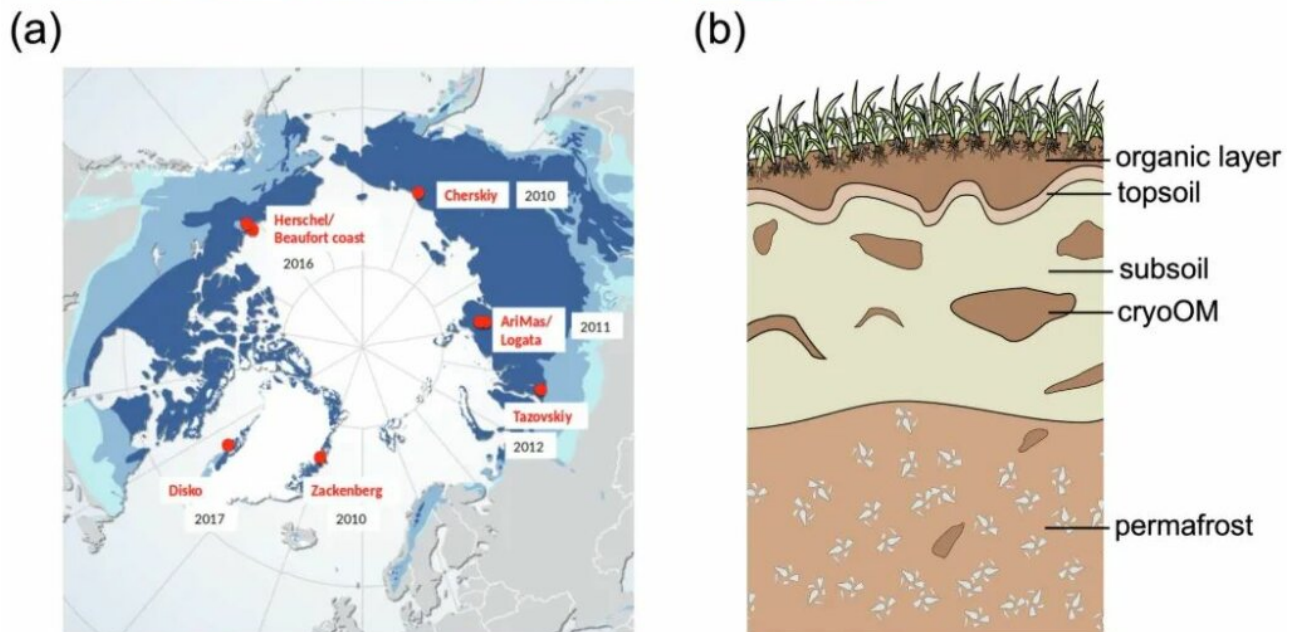 (a)
Cherskiy
2010
Herschel/
Beaufort coast
2016
AriMas/
Logata
2011
Tazovskiy
2012
Disko
2017
Zackenberg
2010
(b)
organic layer
topsoil
subsoil
cryoOM
permafrost